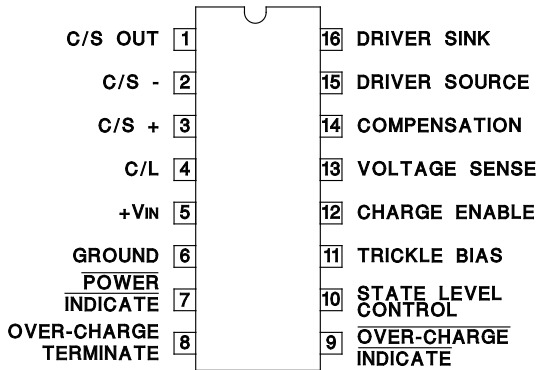 C/S OUT 1
C/S - 2
C/S + 3
C/L 4
+VIN 5
GROUND 6
POWER
INDICATE 7
OVER-CHARGE
TERMINATE 8
16 DRIVER SINK
15 DRIVER SOURCE
14 COMPENSATION
13 VOLTAGE SENSE
12 CHARGE ENABLE
11 TRICKLE BIAS
10 STATE LEVEL
CONTROL
9 OVER-CHARGE
INDICATE